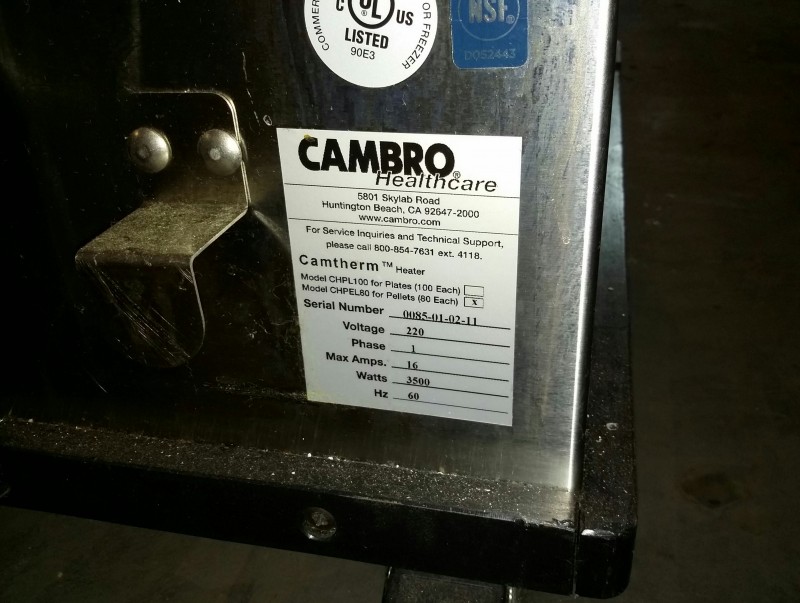 COMMER
OR FREEZER
C UL US
LISTED
90E3
NSF®
DOS2443
CAMBRO®
Healthcare
5801 Skylab Road
Huntington Beach, CA 92647-2000
www.cambro.com
For Service Inquiries and Technical Support,
please call 800-854-7631 ext. 4118.
Camtherm™ Heater
Model CHPL100 for Plates (100 Each)
Model CHPEL80 for Pellets (80 Each) x
Serial Number 0085-01-02-11
Voltage 220
Phase 1
Max Amps. 16
Watts 3500
Hz 60